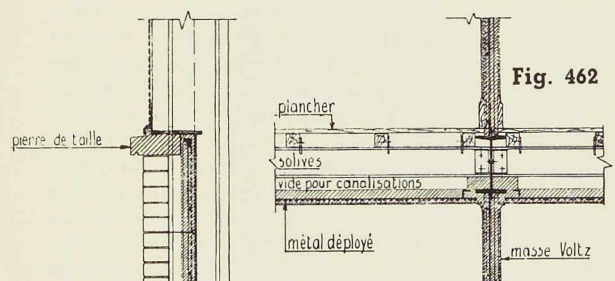 Fig. 462
plancher
pierre de taille
solives
vide pour canalisations
métal déployé
masse Voltz